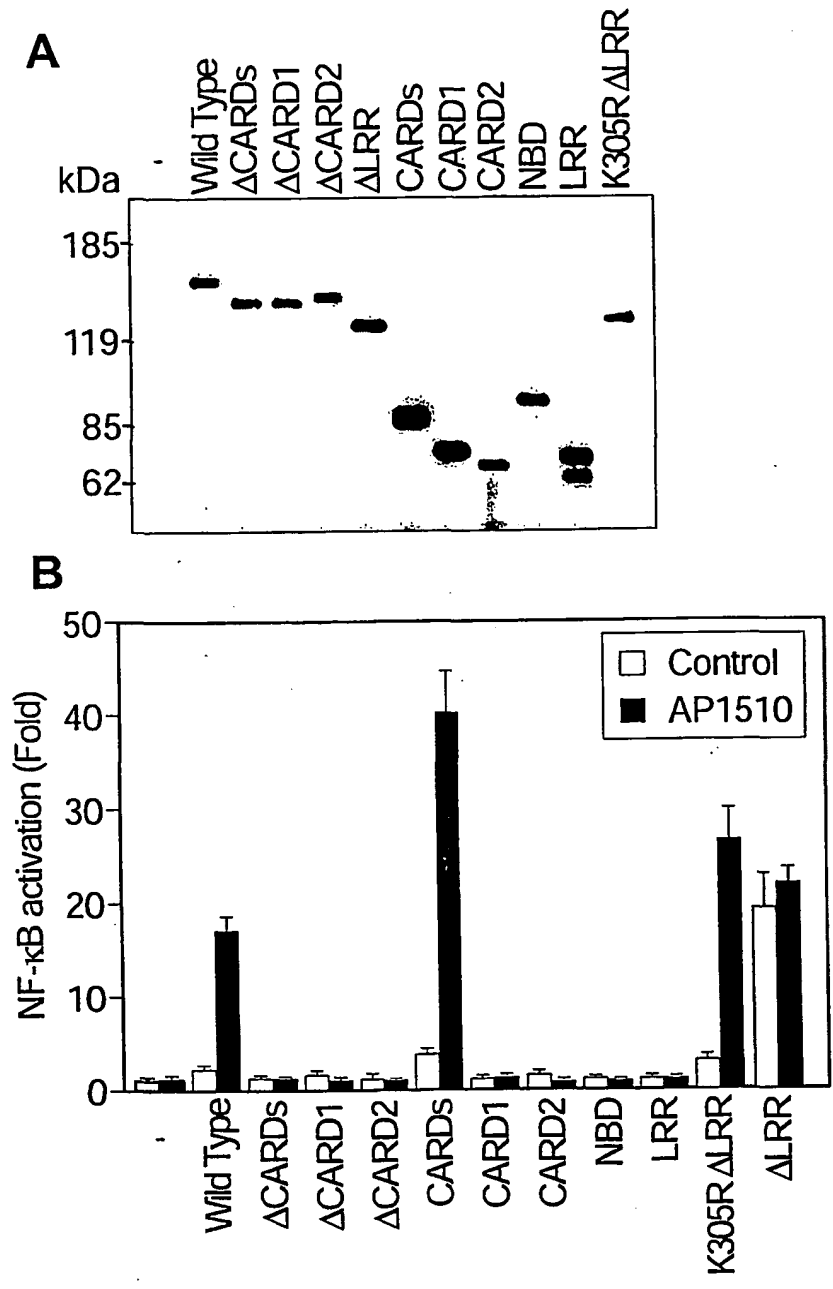 A
- Wild Type ΔCARDs ΔCARD1 ΔCARD2 ΔLRR CARDs CARD1 CARD2 NBD LRR K305R ΔLRR
kDa
185
119
85
62
B
NF-κB activation (Fold)
50
40
30
20
10
0
Control
AP1510
- Wild Type ΔCARDs ΔCARD1 ΔCARD2 CARDs CARD1 CARD2 NBD LRR K305R ΔLRR ΔLRR